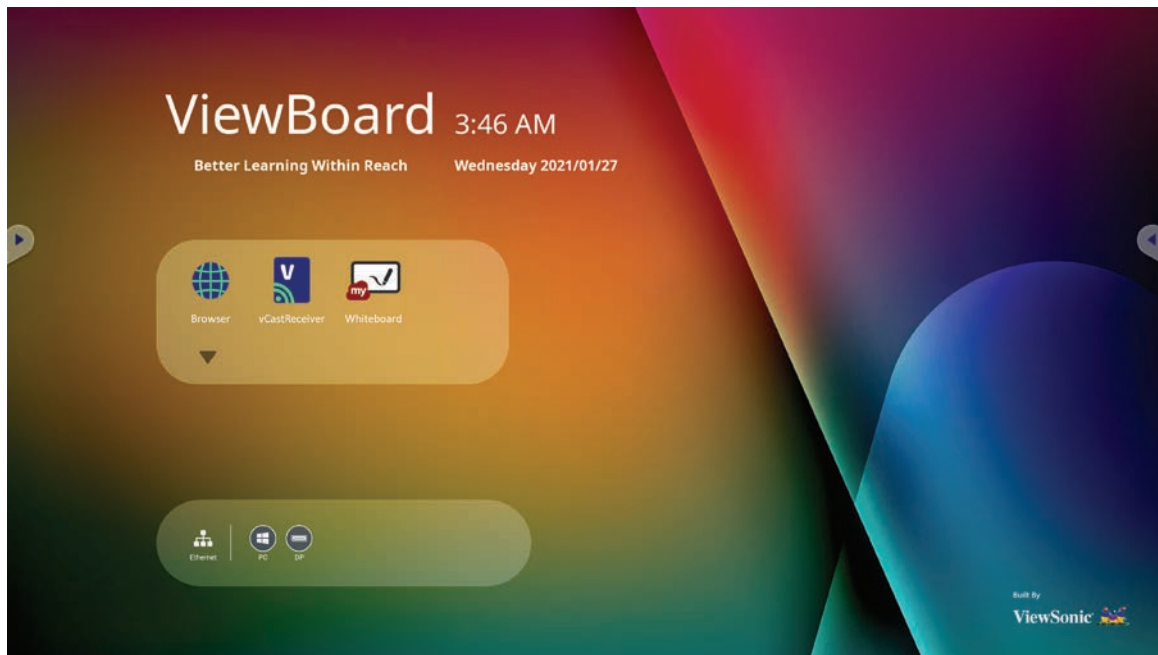 ViewBoard 3:46 AM
Better Learning Within Reach Wednesday 2021/01/27
V
my
Browser vCastReceiver Whiteboard
Ethernet PC DP
Built By
ViewSonic